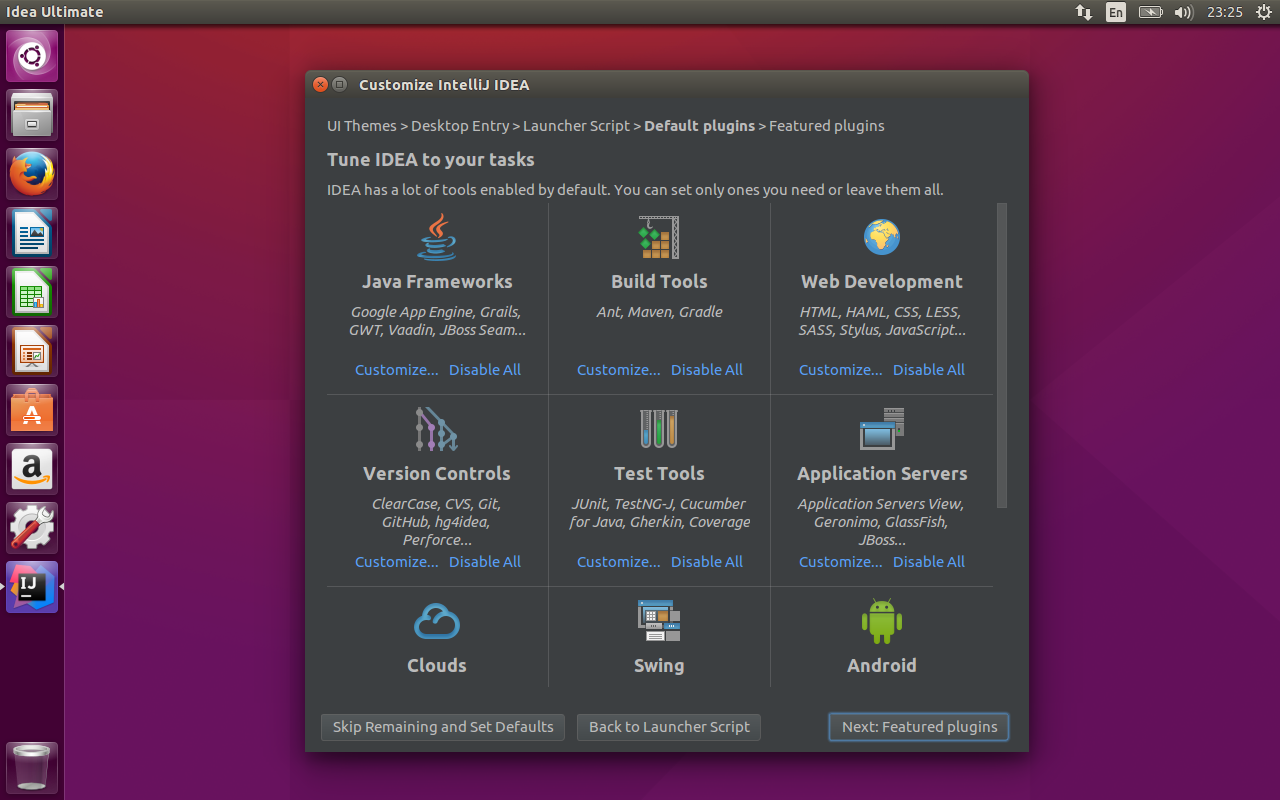 Idea Ultimate
En
23:25
Customize IntelliJ IDEA
UI Themes > Desktop Entry > Launcher Script > Default plugins > Featured plugins
Tune IDEA to your tasks
IDEA has a lot of tools enabled by default. You can set only ones you need or leave them all.
Java Frameworks
Google App Engine, Grails,
GWT, Vaadin, JBoss Seam...
Customize... Disable All
Build Tools
Ant, Maven, Gradle
Customize... Disable All
Web Development
HTML, HAML, CSS, LESS,
SASS, Stylus, JavaScript...
Customize... Disable All
Version Controls
ClearCase, CVS, Git,
GitHub, hg4idea,
Perforce...
Customize... Disable All
Test Tools
JUnit, TestNG-J, Cucumber
for Java, Gherkin, Coverage
Customize... Disable All
Application Servers
Application Servers View,
Geronimo, GlassFish,
JBoss...
Customize... Disable All
Clouds
Swing
Android
Skip Remaining and Set Defaults
Back to Launcher Script
Next: Featured plugins
A
a
IJ